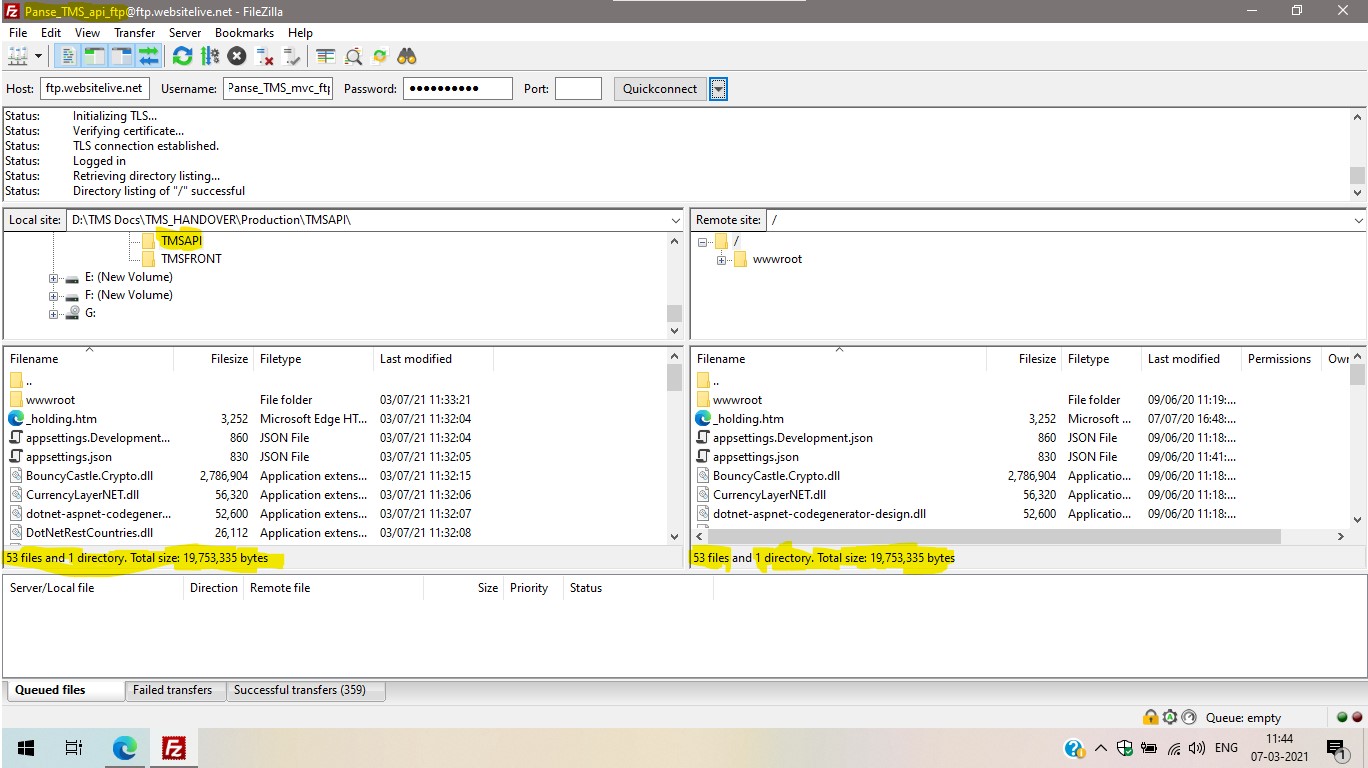 Panse_TMS_api_ftp@ftp.websitelive.net - FileZilla
File Edit View Transfer Server Bookmarks Help
Host: ftp.websitelive.net Username: Panse_TMS_mvc_ftp Password: ●●●●●●●●●● Port: Quickconnect
Status: Initializing TLS...
Status: Verifying certificate...
Status: TLS connection established.
Status: Logged in
Status: Retrieving directory listing...
Status: Directory listing of "/" successful
Local site: D:\TMS Docs\TMS_HANDOVER\Production\TMSAPI\
TMSAPI
TMSFRONT
E: (New Volume)
F: (New Volume)
G:
Remote site: /
/
wwwroot
Filename Filesize Filetype Last modified
..
wwwroot File folder 03/07/21 11:33:21
_holding.htm 3,252 Microsoft Edge HT... 03/07/21 11:32:04
appsettings.Development... 860 JSON File 03/07/21 11:32:04
appsettings.json 830 JSON File 03/07/21 11:32:05
BouncyCastle.Crypto.dll 2,786,904 Application extens... 03/07/21 11:32:15
CurrencyLayerNET.dll 56,320 Application extens... 03/07/21 11:32:06
dotnet-aspnet-codegener... 52,600 Application extens... 03/07/21 11:32:07
DotNetRestCountries.dll 26,112 Application extens... 03/07/21 11:32:08
53 files and 1 directory. Total size: 19,753,335 bytes
Filename Filesize Filetype Last modified Permissions Owr
..
wwwroot File folder 09/06/20 11:19:...
_holding.htm 3,252 Microsoft ... 07/07/20 16:48:...
appsettings.Development.json 860 JSON File 09/06/20 11:18:...
appsettings.json 830 JSON File 09/06/20 11:41:...
BouncyCastle.Crypto.dll 2,786,904 Applicatio... 09/06/20 11:18:...
CurrencyLayerNET.dll 56,320 Applicatio... 09/06/20 11:18:...
dotnet-aspnet-codegenerator-design.dll 52,600 Applicatio... 09/06/20 11:18:...
53 files and 1 directory. Total size: 19,753,335 bytes
Server/Local file Direction Remote file Size Priority Status
Queued files Failed transfers Successful transfers (359)
Queue: empty
ENG 11:44
07-03-2021
1